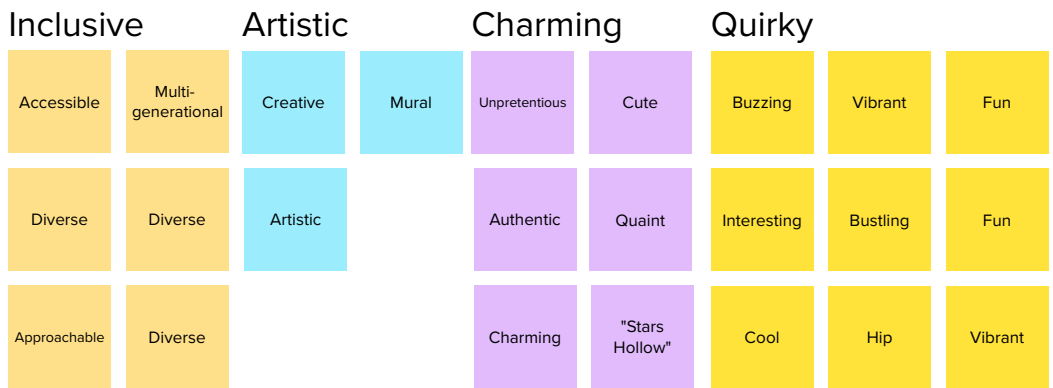 Inclusive
Artistic
Charming
Quirky
Accessible
Multi-
generational
Creative
Mural
Unpretentious
Cute
Buzzing
Vibrant
Fun
Diverse
Diverse
Artistic
Authentic
Quaint
Interesting
Bustling
Fun
Approachable
Diverse
Charming
"Stars
Hollow"
Cool
Hip
Vibrant